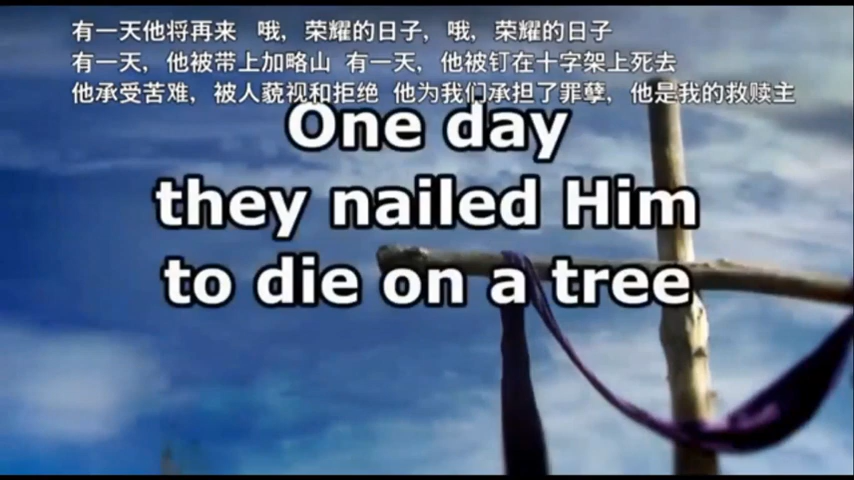 有一天他将再来 哦，荣耀的日子，哦，荣耀的日子
有一天，他被带上加略山 有一天，他被钉在十字架上死去
他承受苦难，被人藐视和拒绝 他为我们承担了罪孽，他是我的救赎主
One day
they nailed Him
to die on a tree